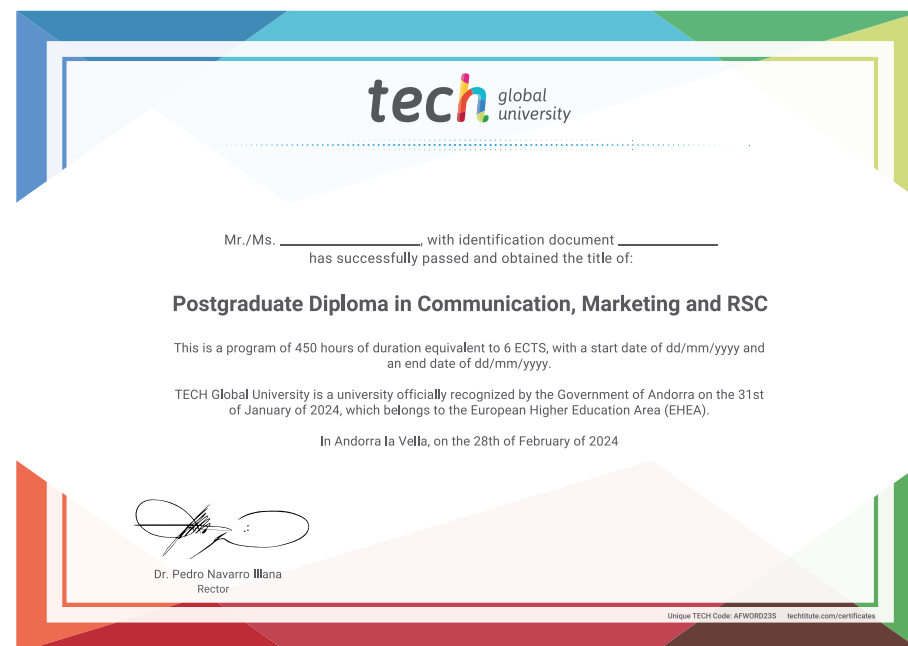 tech global
university
Mr./Ms. ____________________, with identification document ______________
has successfully passed and obtained the title of:
Postgraduate Diploma in Communication, Marketing and RSC
This is a program of 450 hours of duration equivalent to 6 ECTS, with a start date of dd/mm/yyyy and
an end date of dd/mm/yyyy.
TECH Global University is a university officially recognized by the Government of Andorra on the 31st
of January of 2024, which belongs to the European Higher Education Area (EHEA).
In Andorra la Vella, on the 28th of February of 2024
Dr. Pedro Navarro Illana
Rector
Unique TECH Code: AFWORD23S techtitute.com/certificates